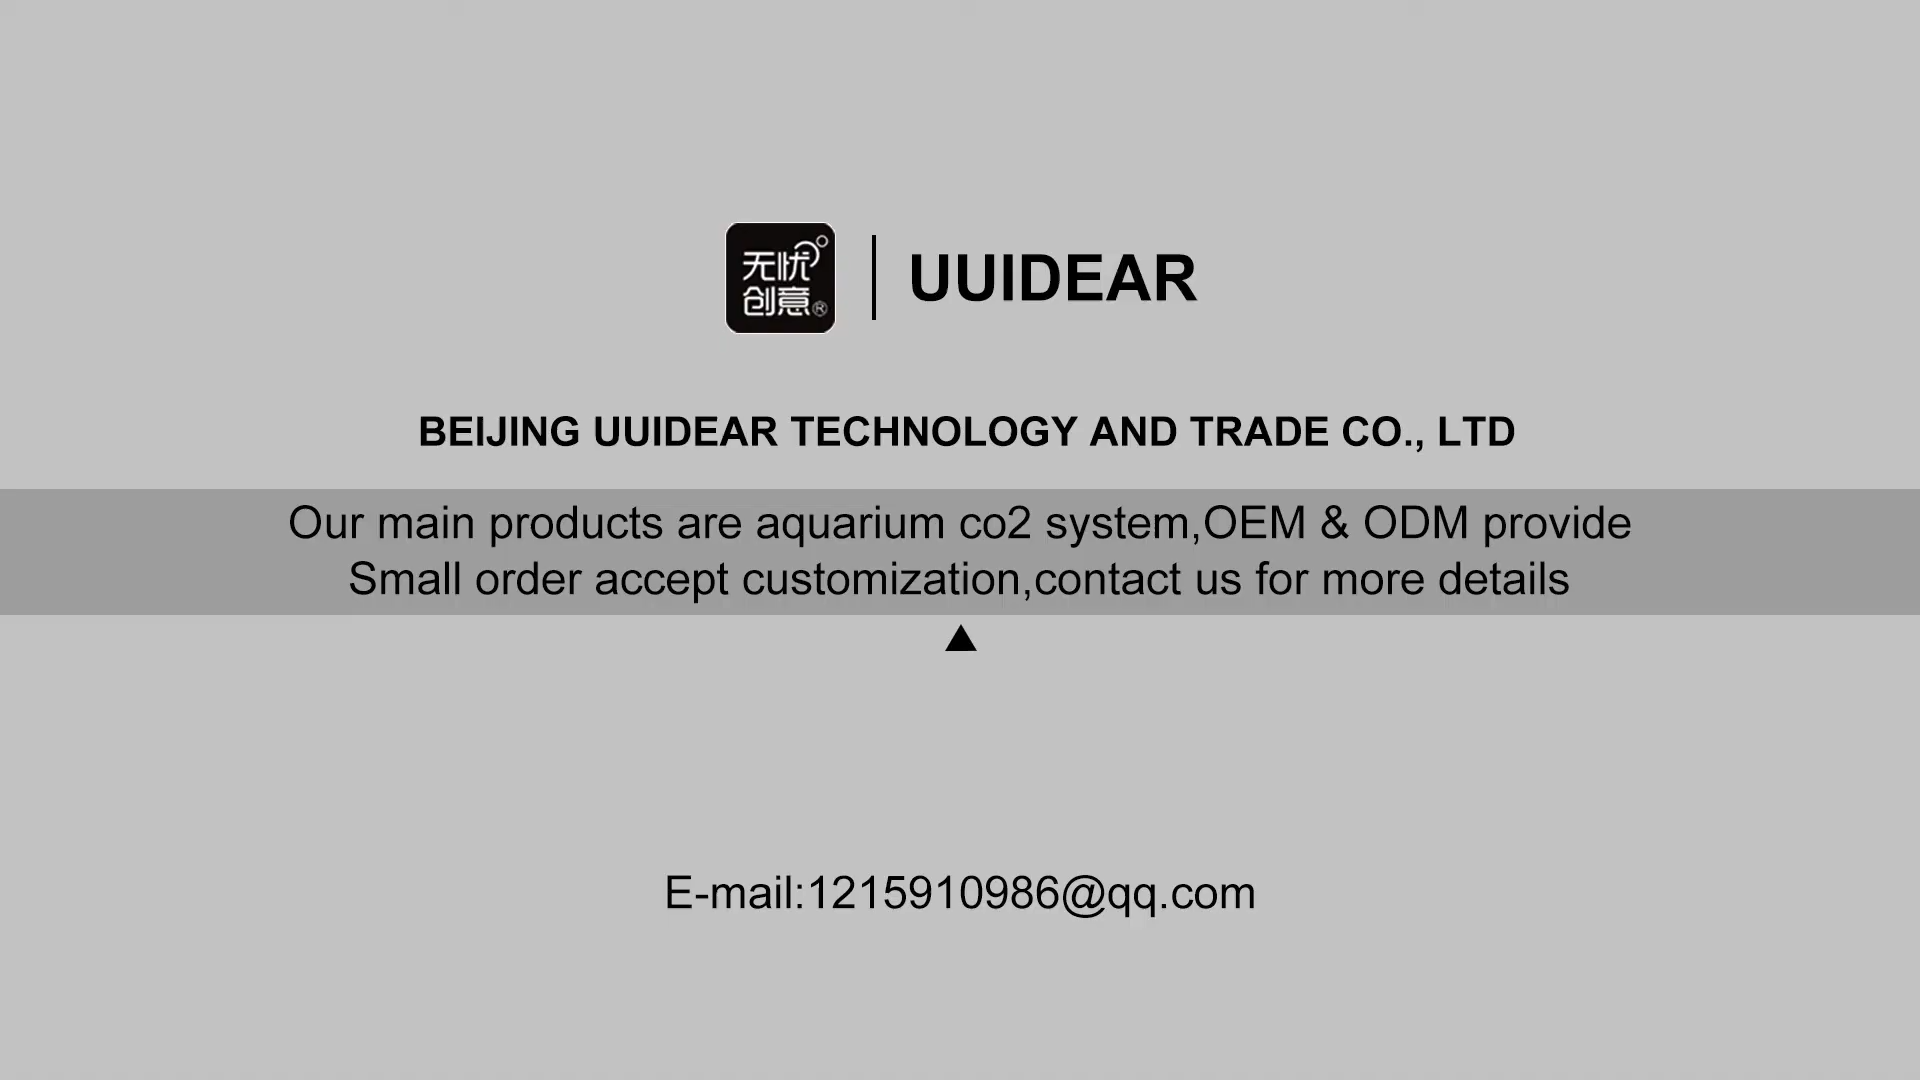 无忧
创意®
UUIDEAR
BEIJING UUIDEAR TECHNOLOGY AND TRADE CO., LTD
Our main products are aquarium co2 system,OEM & ODM provide
Small order accept customization,contact us for more details
E-mail:1215910986@qq.com